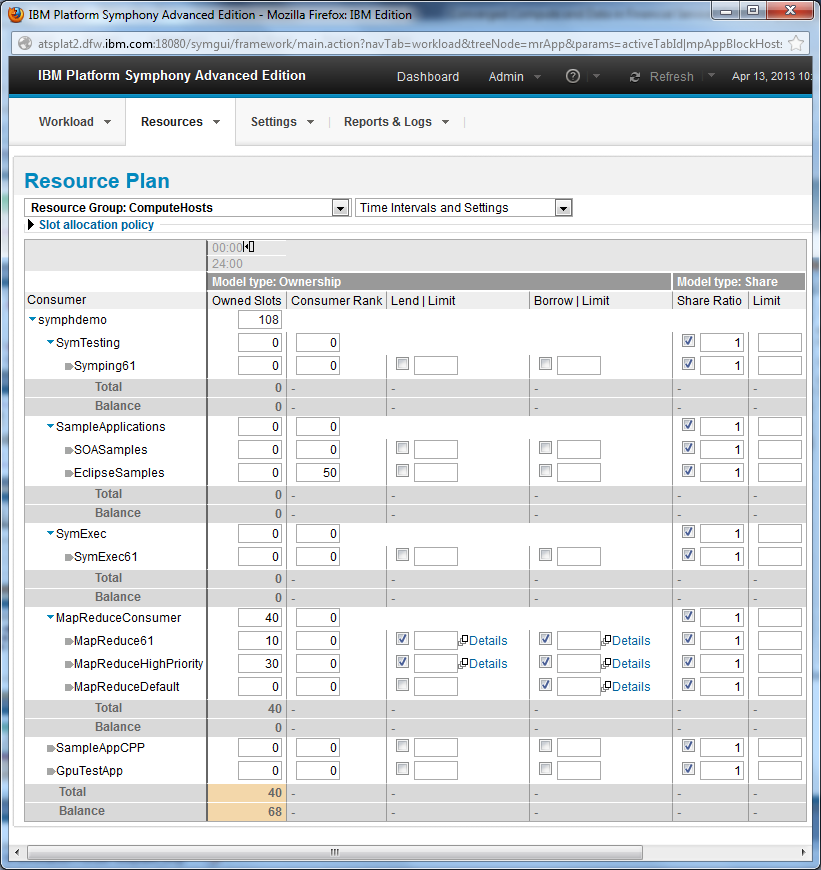 IBM Platform Symphony Advanced Edition - Mozilla Firefox: IBM Edition
atsplat2.dfw.ibm.com:18080/symgui/framework/main.action?navTab=workload&treeNode=mrApp&params=activeTabId|mpAppBlockHost
IBM Platform Symphony Advanced Edition Dashboard Admin ? Refresh Apr 13, 2013 10:
Workload Resources Settings Reports & Logs
Resource Plan
Resource Group: ComputeHosts Time Intervals and Settings
Slot allocation policy
00:00
24:00
Model type: Ownership Model type: Share
Consumer Owned Slots Consumer Rank Lend | Limit Borrow | Limit Share Ratio Limit
symphdemo 108
SymTesting 0 0 1
Symping61 0 0 1
Total 0 - - - - -
Balance 0 - - - - -
SampleApplications 0 0 1
SOASamples 0 0 1
EclipseSamples 0 50 1
Total 0 - - - - -
Balance 0 - - - - -
SymExec 0 0 1
SymExec61 0 0 1
Total 0 - - - - -
Balance 0 - - - - -
MapReduceConsumer 40 0 1
MapReduce61 10 0 Details Details 1
MapReduceHighPriority 30 0 Details Details 1
MapReduceDefault 0 0 Details 1
Total 40 - - - - -
Balance 0 - - - - -
SampleAppCPP 0 0 1
GpuTestApp 0 0 1
Total 40 - - - - -
Balance 68 - - - - -